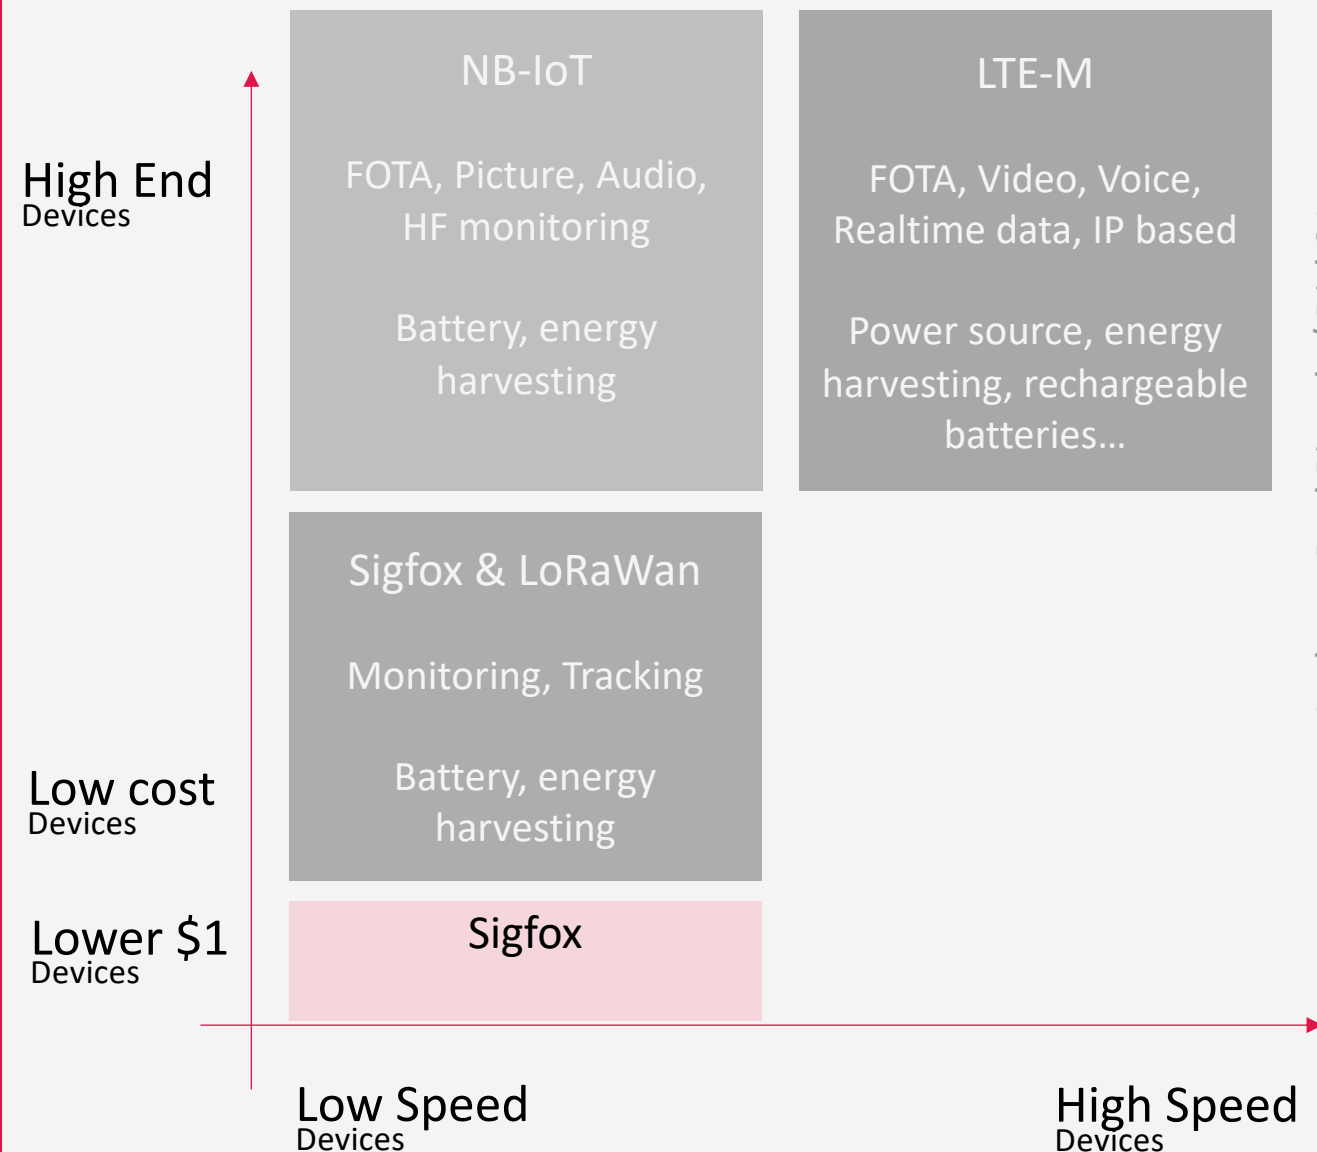 NB-IoT
FOTA, Picture, Audio,
HF monitoring
Battery, energy
harvesting
LTE-M
FOTA, Video, Voice,
Realtime data, IP based
Power source, energy
harvesting, rechargeable
batteries...
High End
Devices
Sigfox & LoRaWan
Monitoring, Tracking
Battery, energy
harvesting
Low cost
Devices
Lower $1
Devices
Sigfox
Low Speed
Devices
High Speed
Devices